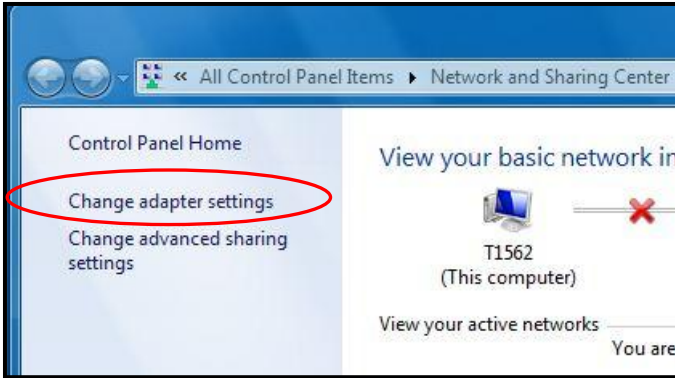 « All Control Panel Items ▸ Network and Sharing Center
Control Panel Home
Change adapter settings
Change advanced sharing
settings
View your basic network in
T1562
(This computer)
View your active networks
You are